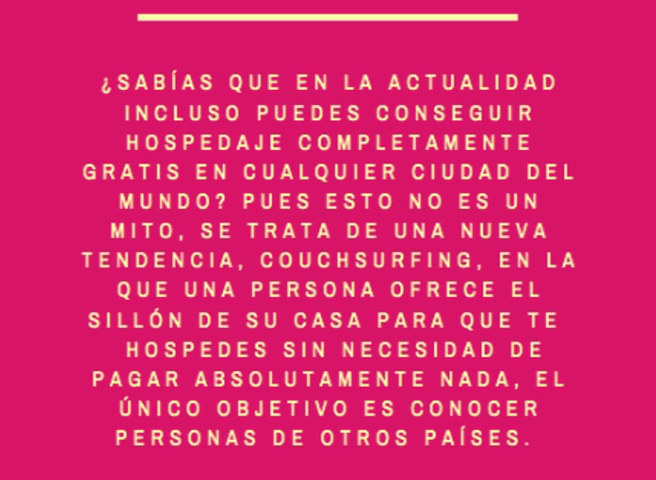 ¿SABÍAS QUE EN LA ACTUALIDAD
INCLUSO PUEDES CONSEGUIR
HOSPEDAJE COMPLETAMENTE
GRATIS EN CUALQUIER CIUDAD DEL
MUNDO? PUES ESTO NO ES UN
MITO, SE TRATA DE UNA NUEVA
TENDENCIA, COUCHSURFING, EN LA
QUE UNA PERSONA OFRECE EL
SILLÓN DE SU CASA PARA QUE TE
HOSPEDES SIN NECESIDAD DE
PAGAR ABSOLUTAMENTE NADA, EL
ÚNICO OBJETIVO ES CONOCER
PERSONAS DE OTROS PAÍSES.